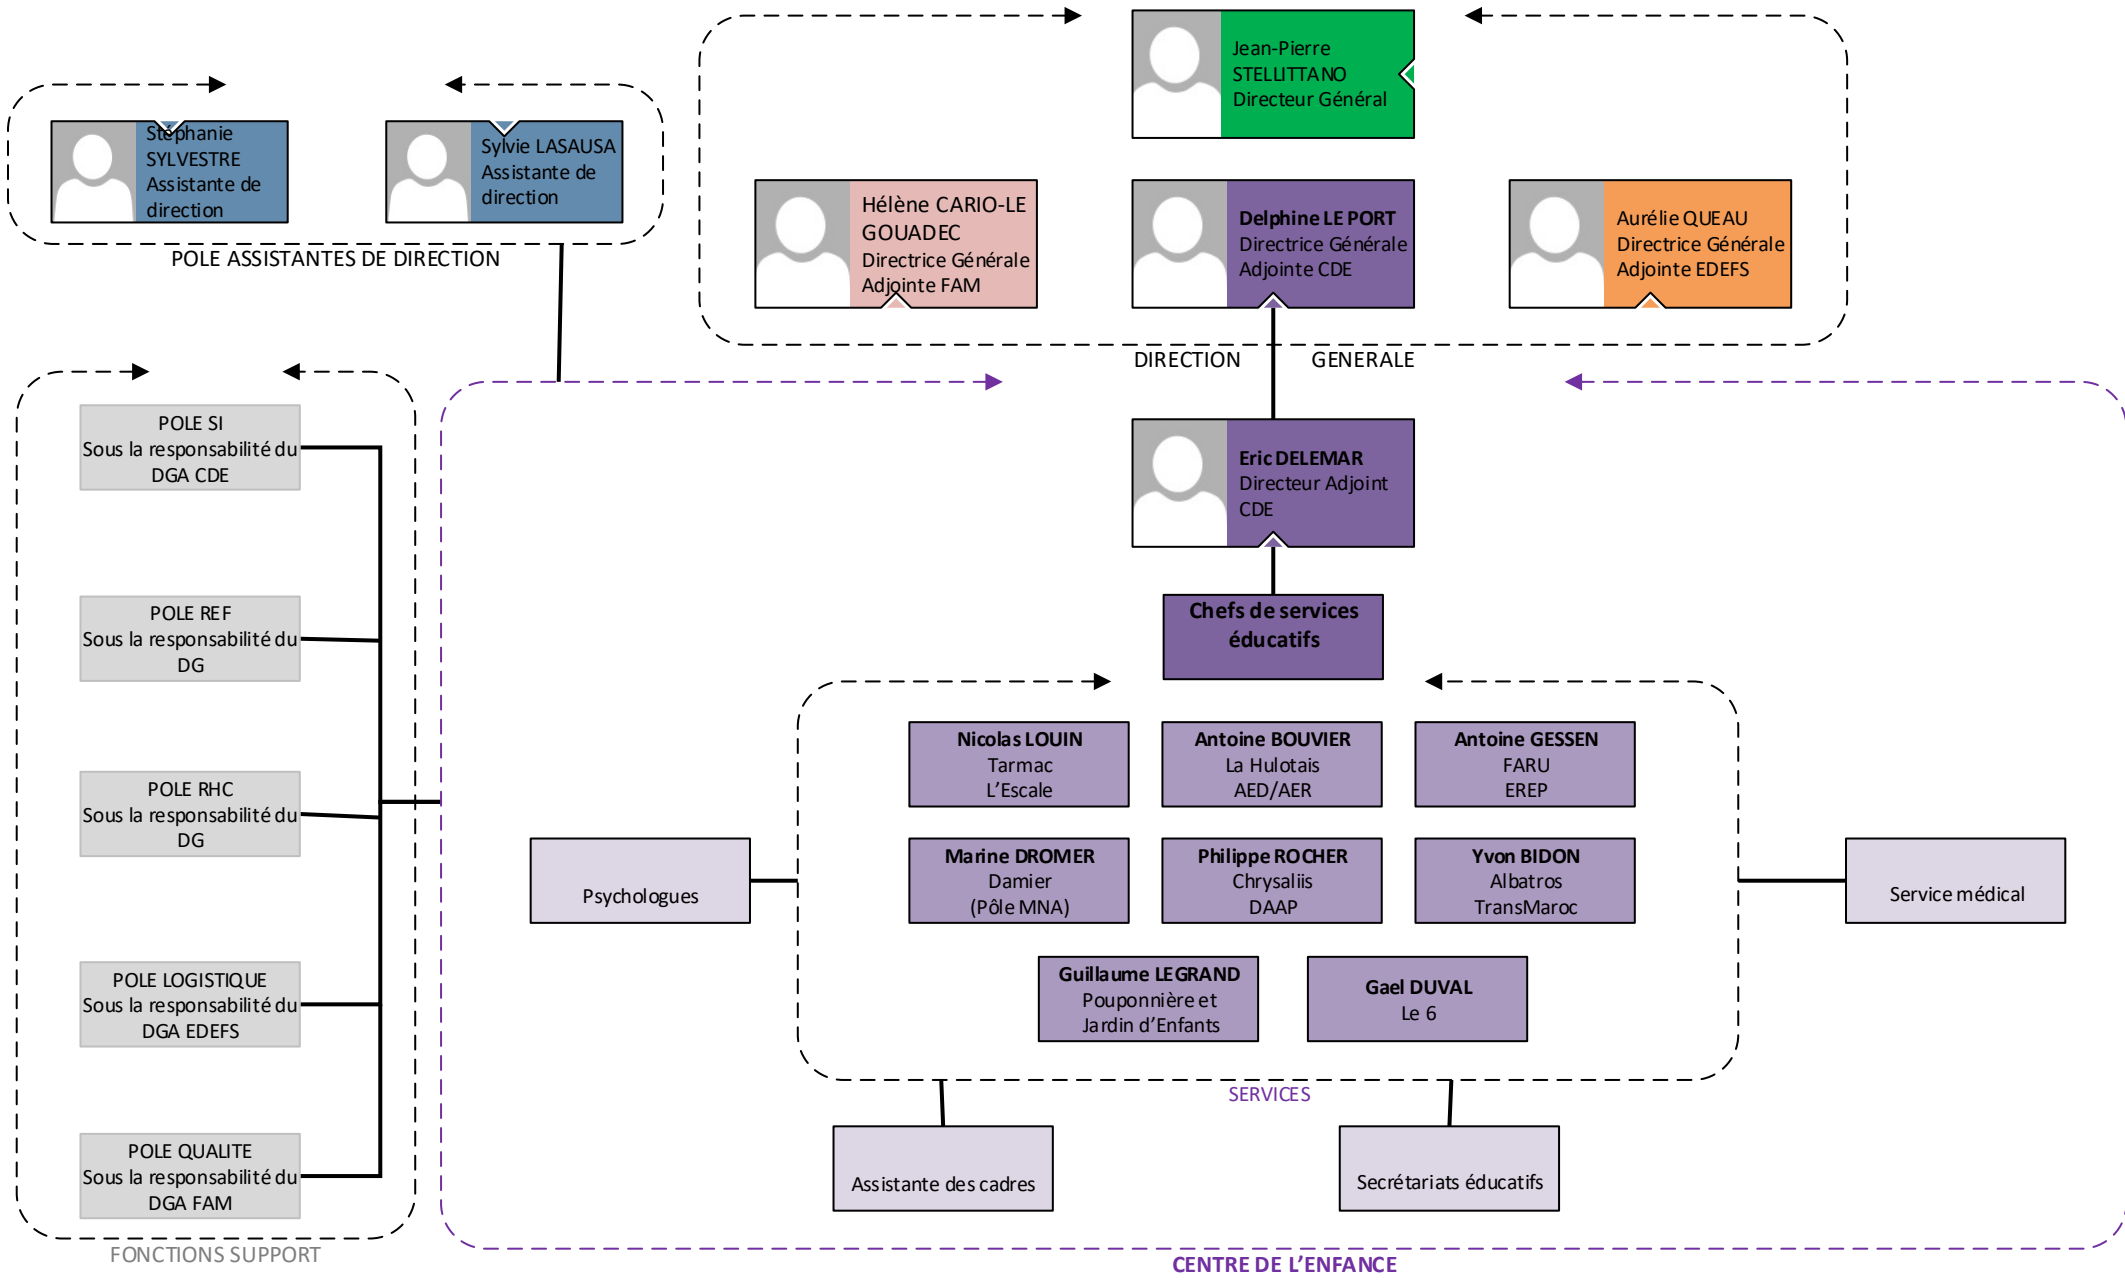 Jean-Pierre
STELLITTANO
Directeur Général
Stéphanie
SYLVESTRE
Assistante de
direction
Sylvie LASAUSA
Assistante de
direction
POLE ASSISTANTES DE DIRECTION
Hélène CARIO-LE
GOUADEC
Directrice Générale
Adjointe FAM
Delphine LE PORT
Directrice Générale
Adjointe CDE
Aurélie QUEAU
Directrice Générale
Adjointe EDEFS
DIRECTION GENERALE
POLE SI
Sous la responsabilité du
DGA CDE
POLE REF
Sous la responsabilité du
DG
POLE RHC
Sous la responsabilité du
DG
POLE LOGISTIQUE
Sous la responsabilité du
DGA EDEFS
POLE QUALITE
Sous la responsabilité du
DGA FAM
FONCTIONS SUPPORT
Eric DELEMAR
Directeur Adjoint
CDE
Chefs de services
éducatifs
Nicolas LOUIN
Tarmac
L'Escale
Antoine BOUVIER
La Hulotais
AED/AER
Antoine GESSEN
FARU
EREP
Marine DROMER
Damier
(Pôle MNA)
Philippe ROCHER
Chrysaliis
DAAP
Yvon BIDON
Albatros
TransMaroc
Guillaume LEGRAND
Pouponnière et
Jardin d'Enfants
Gael DUVAL
Le 6
Psychologues
Service médical
SERVICES
Assistante des cadres
Secrétariats éducatifs
CENTRE DE L'ENFANCE